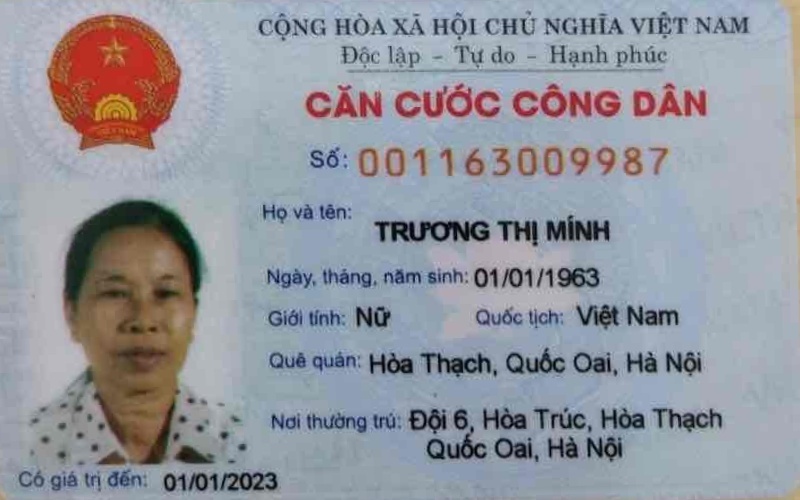 CỘNG HÒA XÃ HỘI CHỦ NGHĨA VIỆT NAM
Độc lập - Tự do - Hạnh phúc
CĂN CƯỚC CÔNG DÂN
Số: 001163009987
Họ và tên:
TRƯƠNG THỊ MÍNH
Ngày, tháng, năm sinh: 01/01/1963
Giới tính: Nữ Quốc tịch: Việt Nam
Quê quán: Hòa Thạch, Quốc Oai, Hà Nội
Nơi thường trú: Đội 6, Hòa Trúc, Hòa Thạch
Quốc Oai, Hà Nội
Có giá trị đến: 01/01/2023